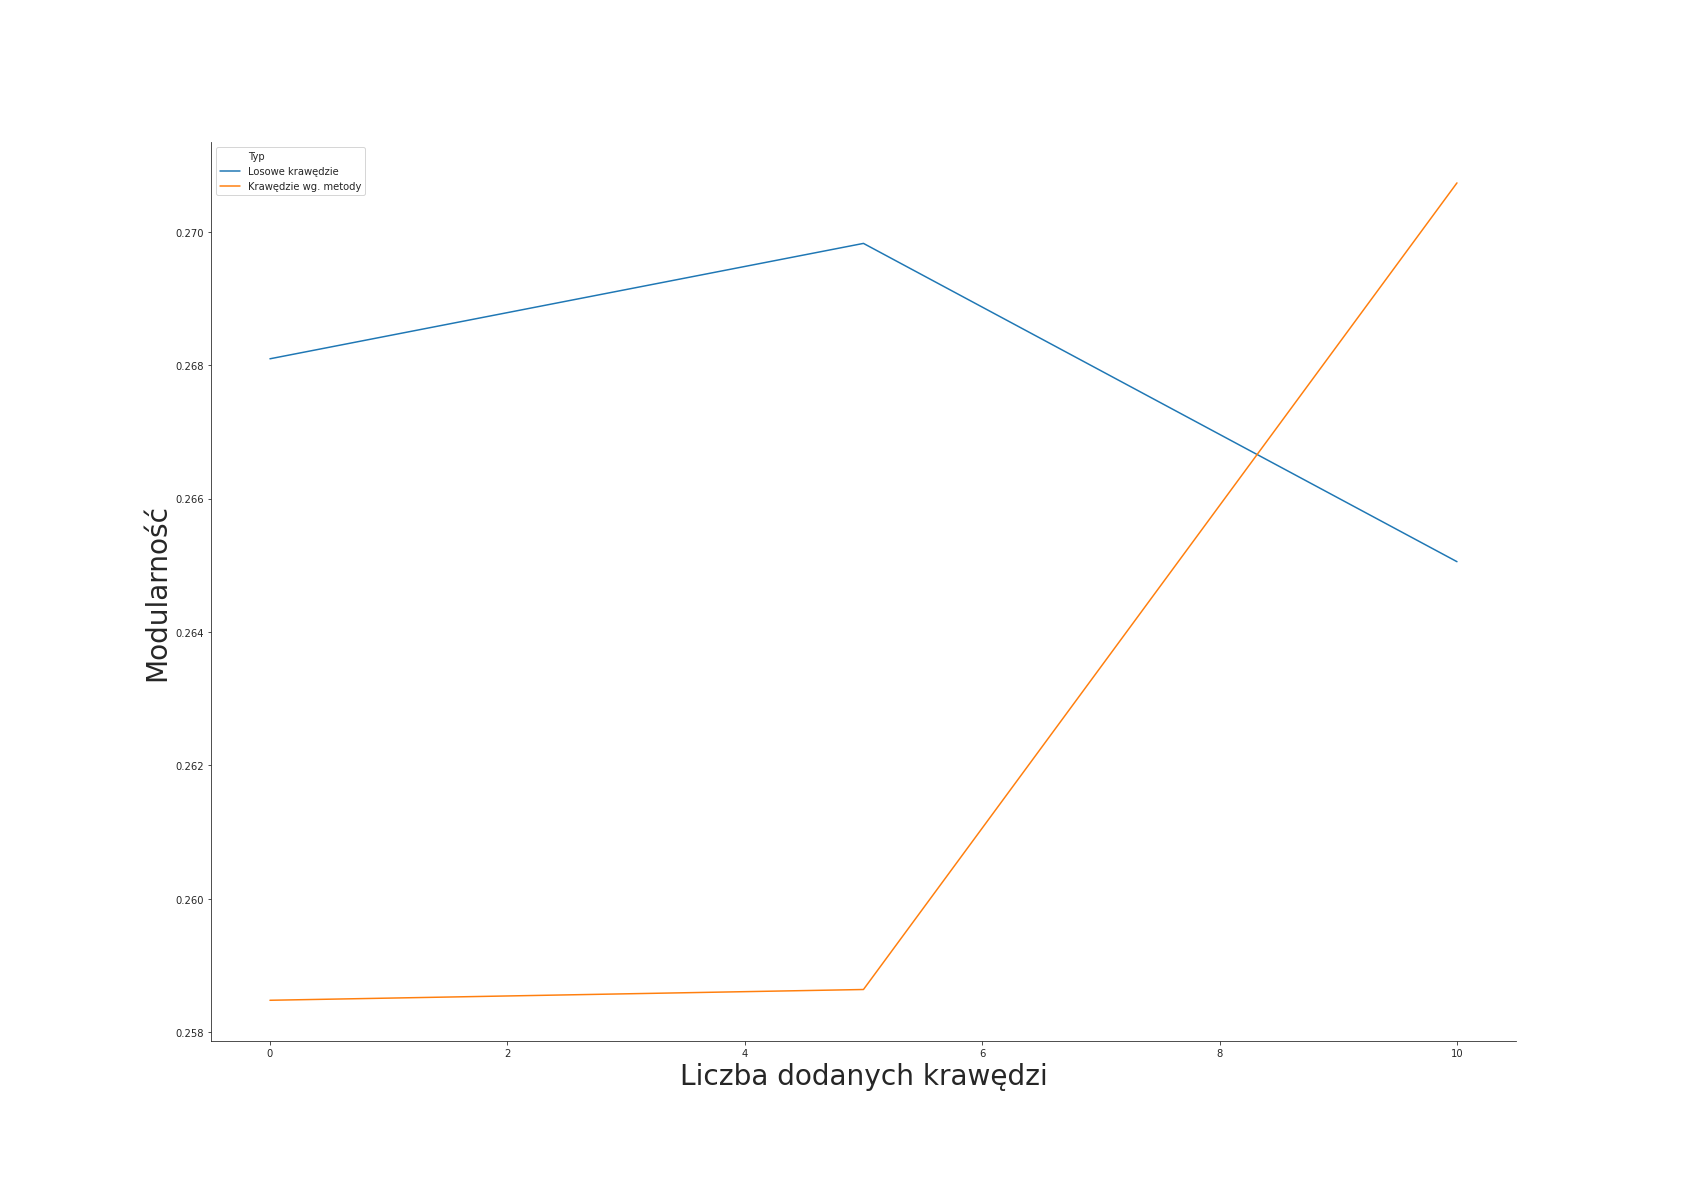 Typ
Losowe krawędzie
Krawędzie wg. metody
0.270
0.268
0.266
0.264
0.262
0.260
0.258
Modularność
0 2 4 6 8 10
Liczba dodanych krawędzi